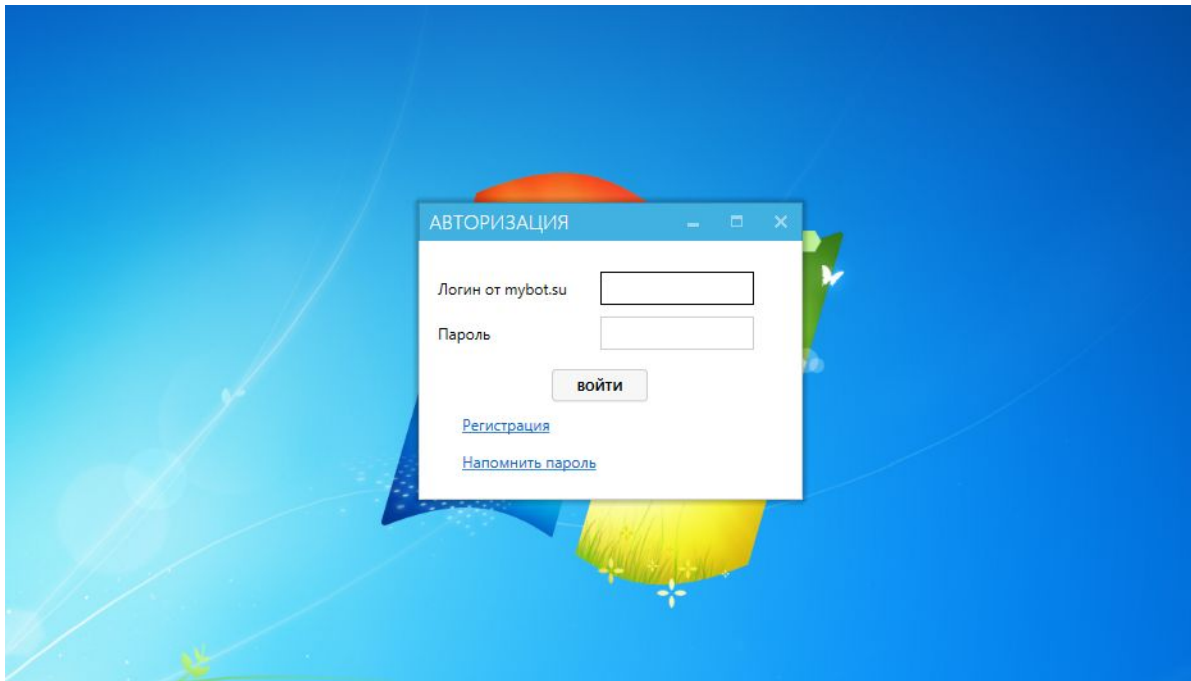 АВТОРИЗАЦИЯ
Логин от mybot.su
Пароль
войти
Регистрация
Напомнить пароль